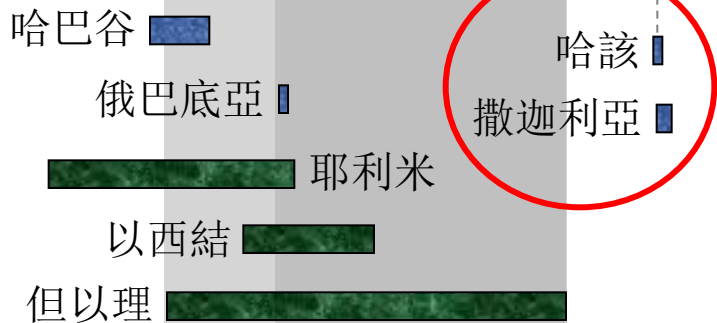 哈巴谷
哈該
俄巴底亞
撒迦利亞
耶利米
以西結
但以理